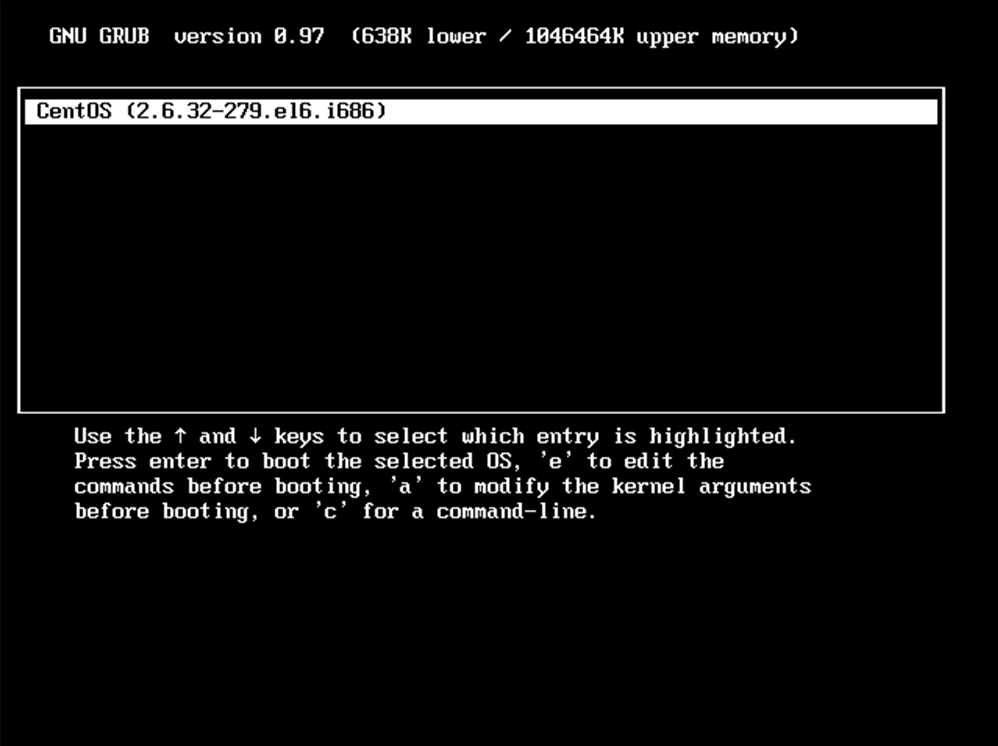 GNU GRUB  version 0.97  (638K lower / 1046464K upper memory)
CentOS (2.6.32-279.el6.i686)
Use the ↑ and ↓ keys to select which entry is highlighted.
Press enter to boot the selected OS, 'e' to edit the
commands before booting, 'a' to modify the kernel arguments
before booting, or 'c' for a command-line.